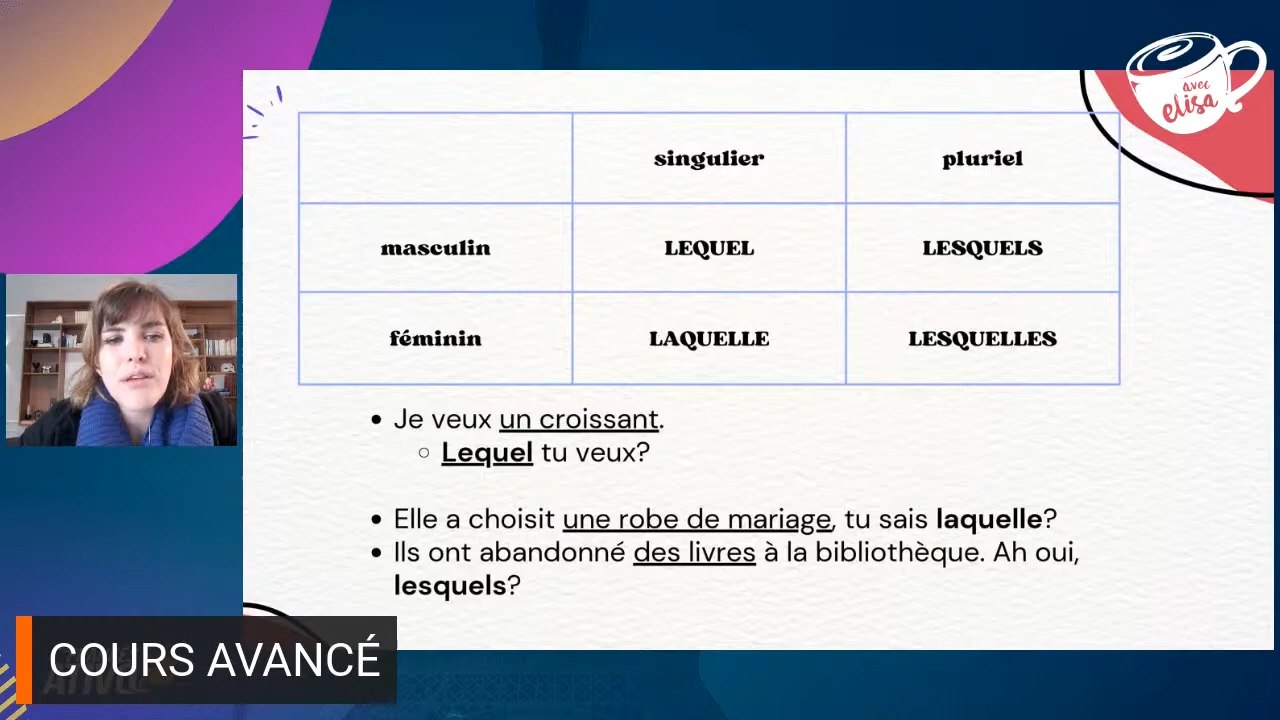 avec
elisa
singulier pluriel
masculin LEQUEL LESQUELS
féminin LAQUELLE LESQUELLES
• Je veux un croissant.
○ Lequel tu veux?
• Elle a choisit une robe de mariage, tu sais laquelle?
• Ils ont abandonné des livres à la bibliothèque. Ah oui,
lesquels?
COURS AVANCÉ